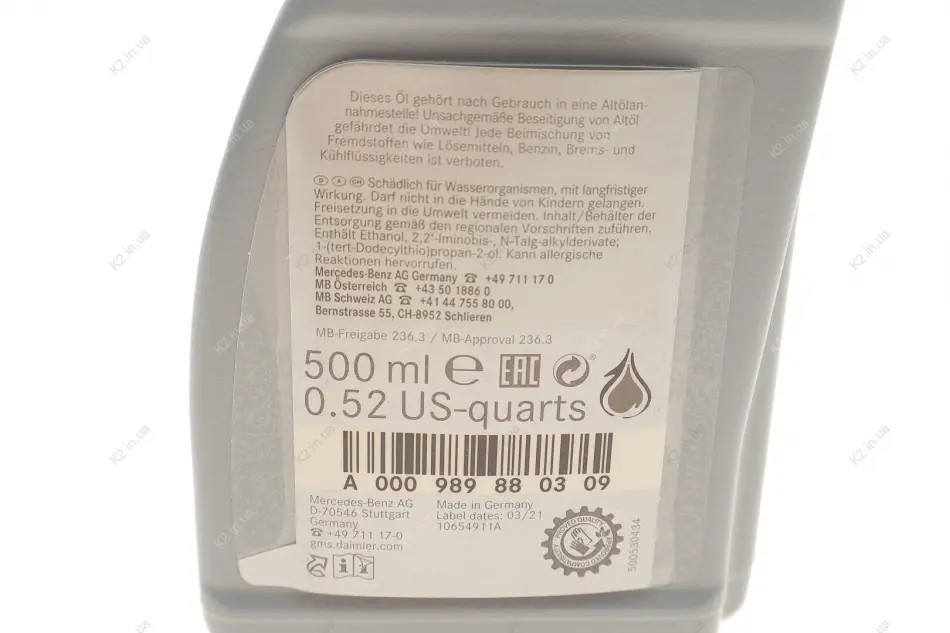 Dieses Öl gehört nach Gebrauch in eine Altölan-
nahmestelle! Unsachgemäße Beseitigung von Altöl
gefährdet die Umwelt! Jede Beimischung von
Fremdstoffen wie Lösemitteln, Benzin, Brems- und
Kühlflüssigkeiten ist verboten.
D A CH Schädlich für Wasserorganismen, mit langfristiger
Wirkung. Darf nicht in die Hände von Kindern gelangen.
Freisetzung in die Umwelt vermeiden. Inhalt/Behälter der
Entsorgung gemäß den regionalen Vorschriften zuführen.
Enthält Ethanol, 2,2'-Iminobis-, N-Talg-alkylderivate;
1-(tert-Dodecylthio)propan-2-ol. Kann allergische
Reaktionen hervorrufen.
Mercedes-Benz AG Germany ☎ +49 711 17 0
MB Österreich ☎ +43 50 1886 0
MB Schweiz AG ☎ +41 44 755 80 00,
Bernstrasse 55, CH-8952 Schlieren
MB-Freigabe 236.3 / MB-Approval 236.3
500 ml e EAC ®
0.52 US-quarts
A 000 989 88 03 09
Mercedes-Benz AG
D-70546 Stuttgart
Germany
☎ +49 711 17-0
gms.daimler.com
Made in Germany
Label dates: 03/21
10654911A
PROVED QUALITY
APPROVED COMPATIBILITY
500530434
K2.in.ua